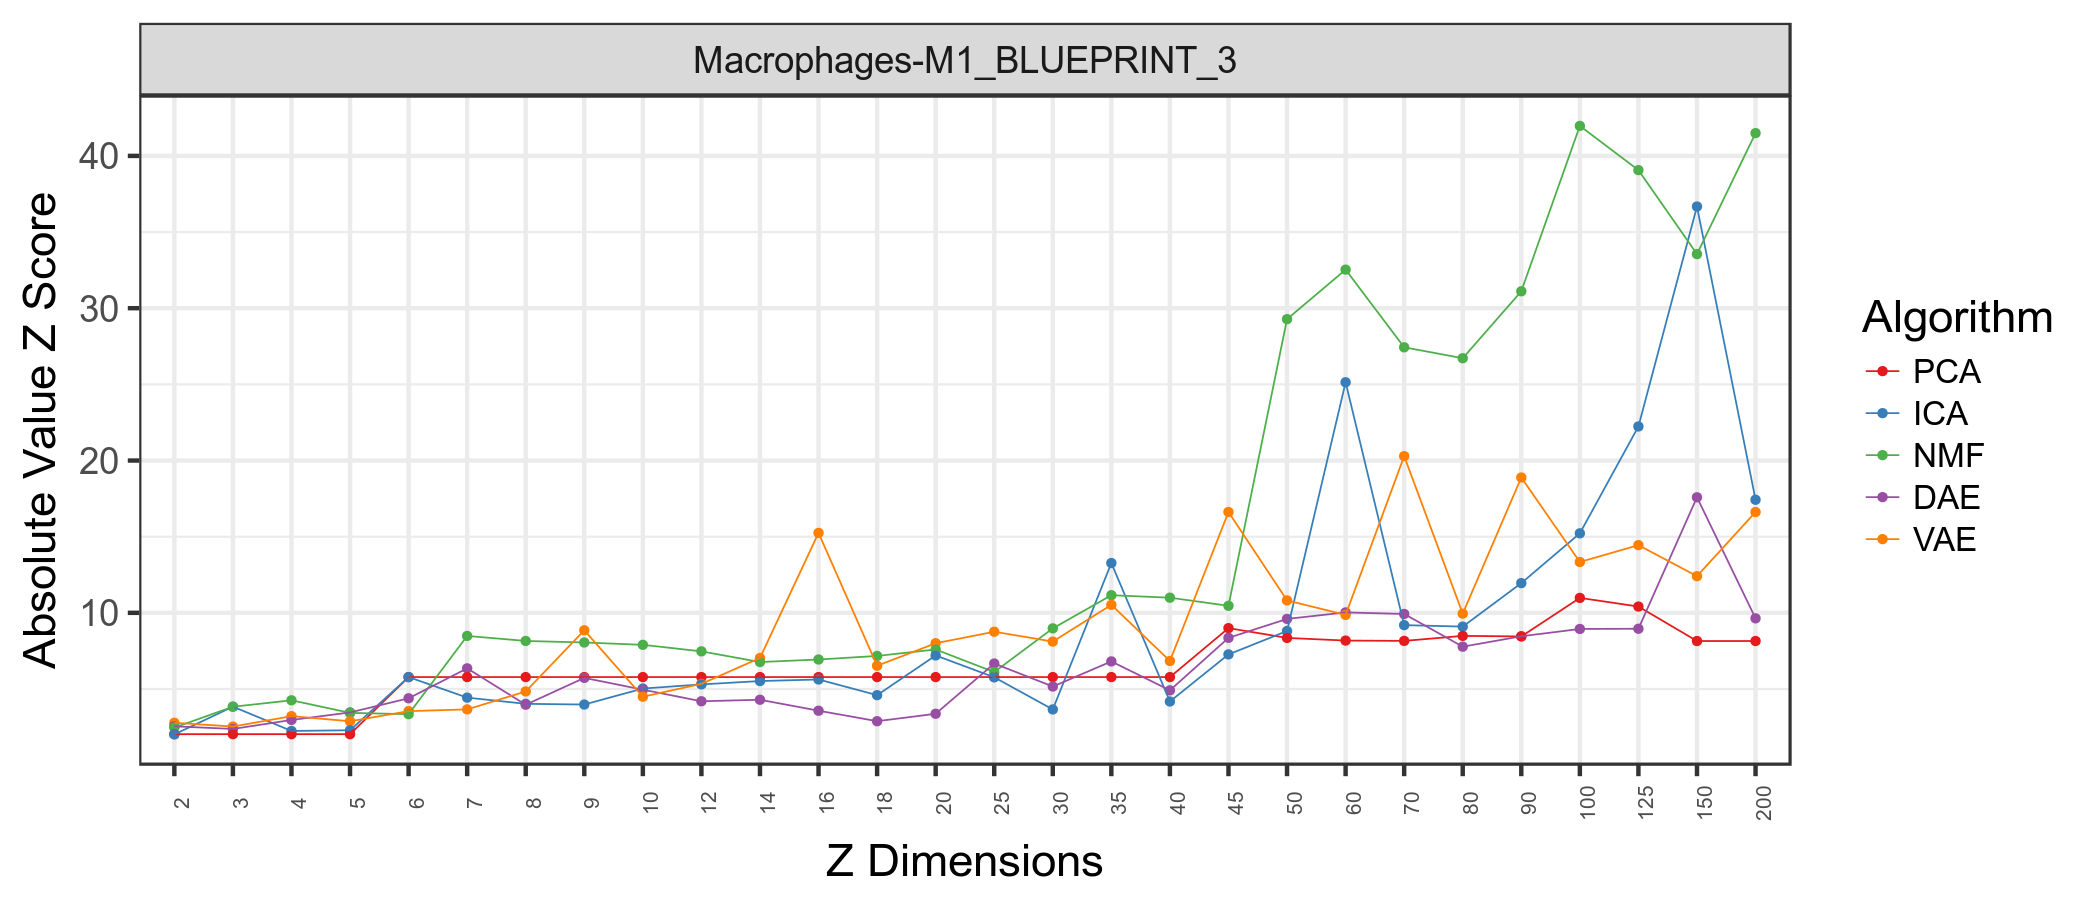 Macrophages-M1_BLUEPRINT_3
Absolute Value Z Score
40
30
20
10
2 3 4 5 6 7 8 9 10 12 14 16 18 20 25 30 35 40 45 50 60 70 80 90 100 125 150 200
Z Dimensions
Algorithm
PCA
ICA
NMF
DAE
VAE